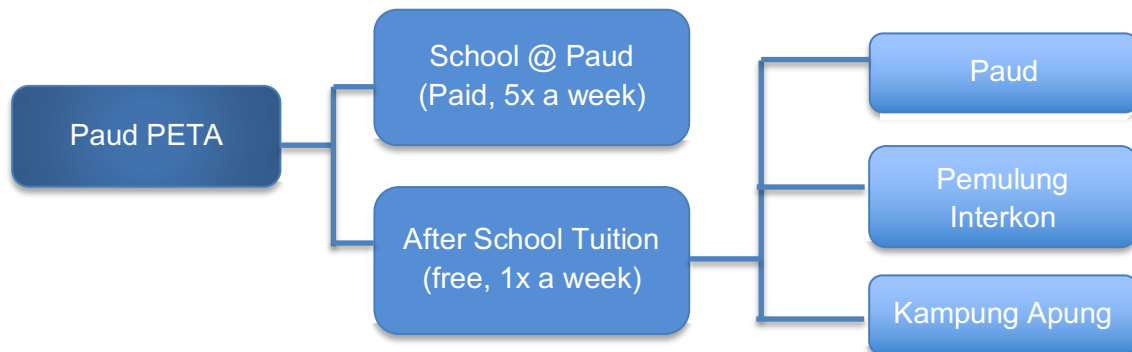 Paud PETA
School @ Paud
(Paid, 5x a week)
After School Tuition
(free, 1x a week)
Paud
Pemulung
Interkon
Kampung Apung